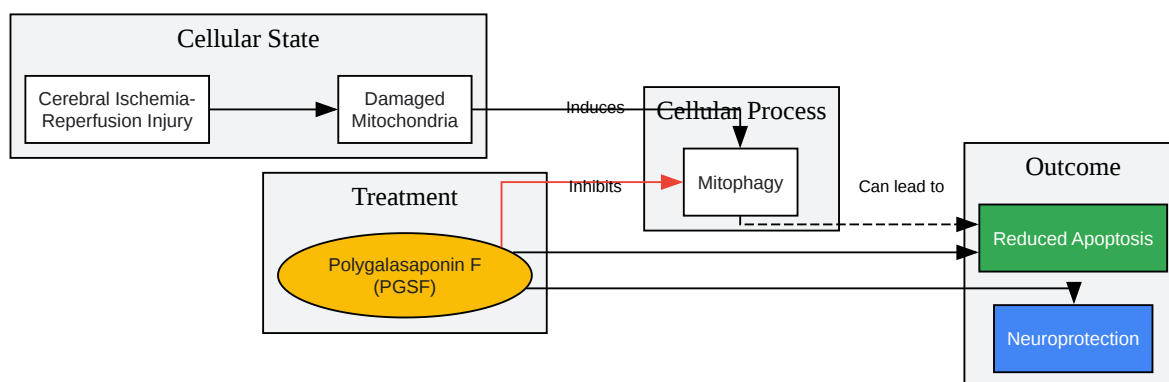 Cellular State
Cerebral Ischemia-
Reperfusion Injury
Damaged
Mitochondria
Induces
Cellular Process
Mitophagy
Treatment
Inhibits
Polygalasaponin F
(PGSF)
Can lead to
Outcome
Reduced Apoptosis
Neuroprotection